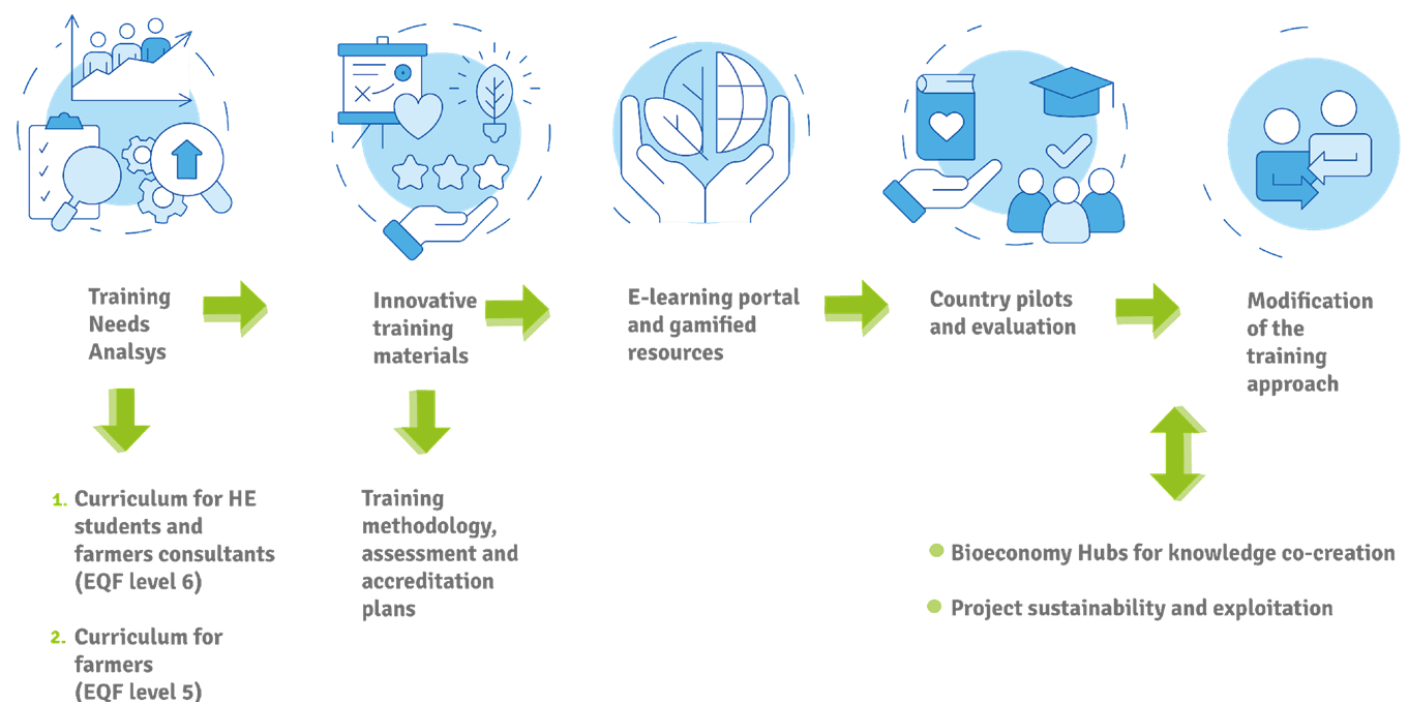 Training
Needs
Analsys
Innovative
training
materials
E-learning portal
and gamified
resources
Country pilots
and evaluation
Modification
of the
training
approach
1. Curriculum for HE
students and
farmers consultants
(EQF level 6)
2. Curriculum for
farmers
(EQF level 5)
Training
methodology,
assessment and
accreditation
plans
Bioeconomy Hubs for knowledge co-creation
Project sustainability and exploitation